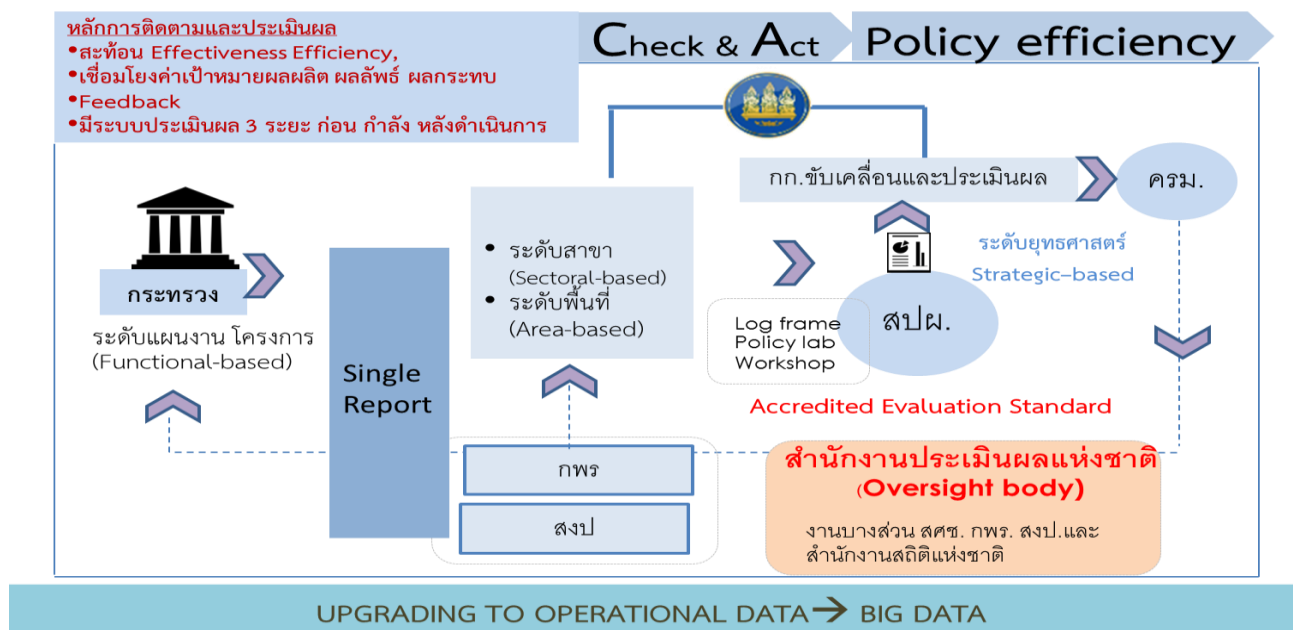 หลักการติดตามและประเมินผล
•สะท้อน Effectiveness Efficiency,
•เชื่อมโยงค่าเป้าหมายผลผลิต ผลลัพธ์ ผลกระทบ
•Feedback
•มีระบบประเมินผล 3 ระยะ ก่อน กำลัง หลังดำเนินการ
Check & Act
Policy efficiency
กก.ขับเคลื่อนและประเมินผล
ครม.
กระทรวง
ระดับแผนงาน โครงการ
(Functional-based)
Single
Report
• ระดับสาขา
(Sectoral-based)
• ระดับพื้นที่
(Area-based)
ระดับยุทธศาสตร์
Strategic–based
สปผ.
Log frame
Policy lab
Workshop
Accredited Evaluation Standard
กพร
สงป
สำนักงานประเมินผลแห่งชาติ
(Oversight body)
งานบางส่วน สศช. กพร. สงป.และ
สำนักงานสถิติแห่งชาติ
UPGRADING TO OPERATIONAL DATA→ BIG DATA